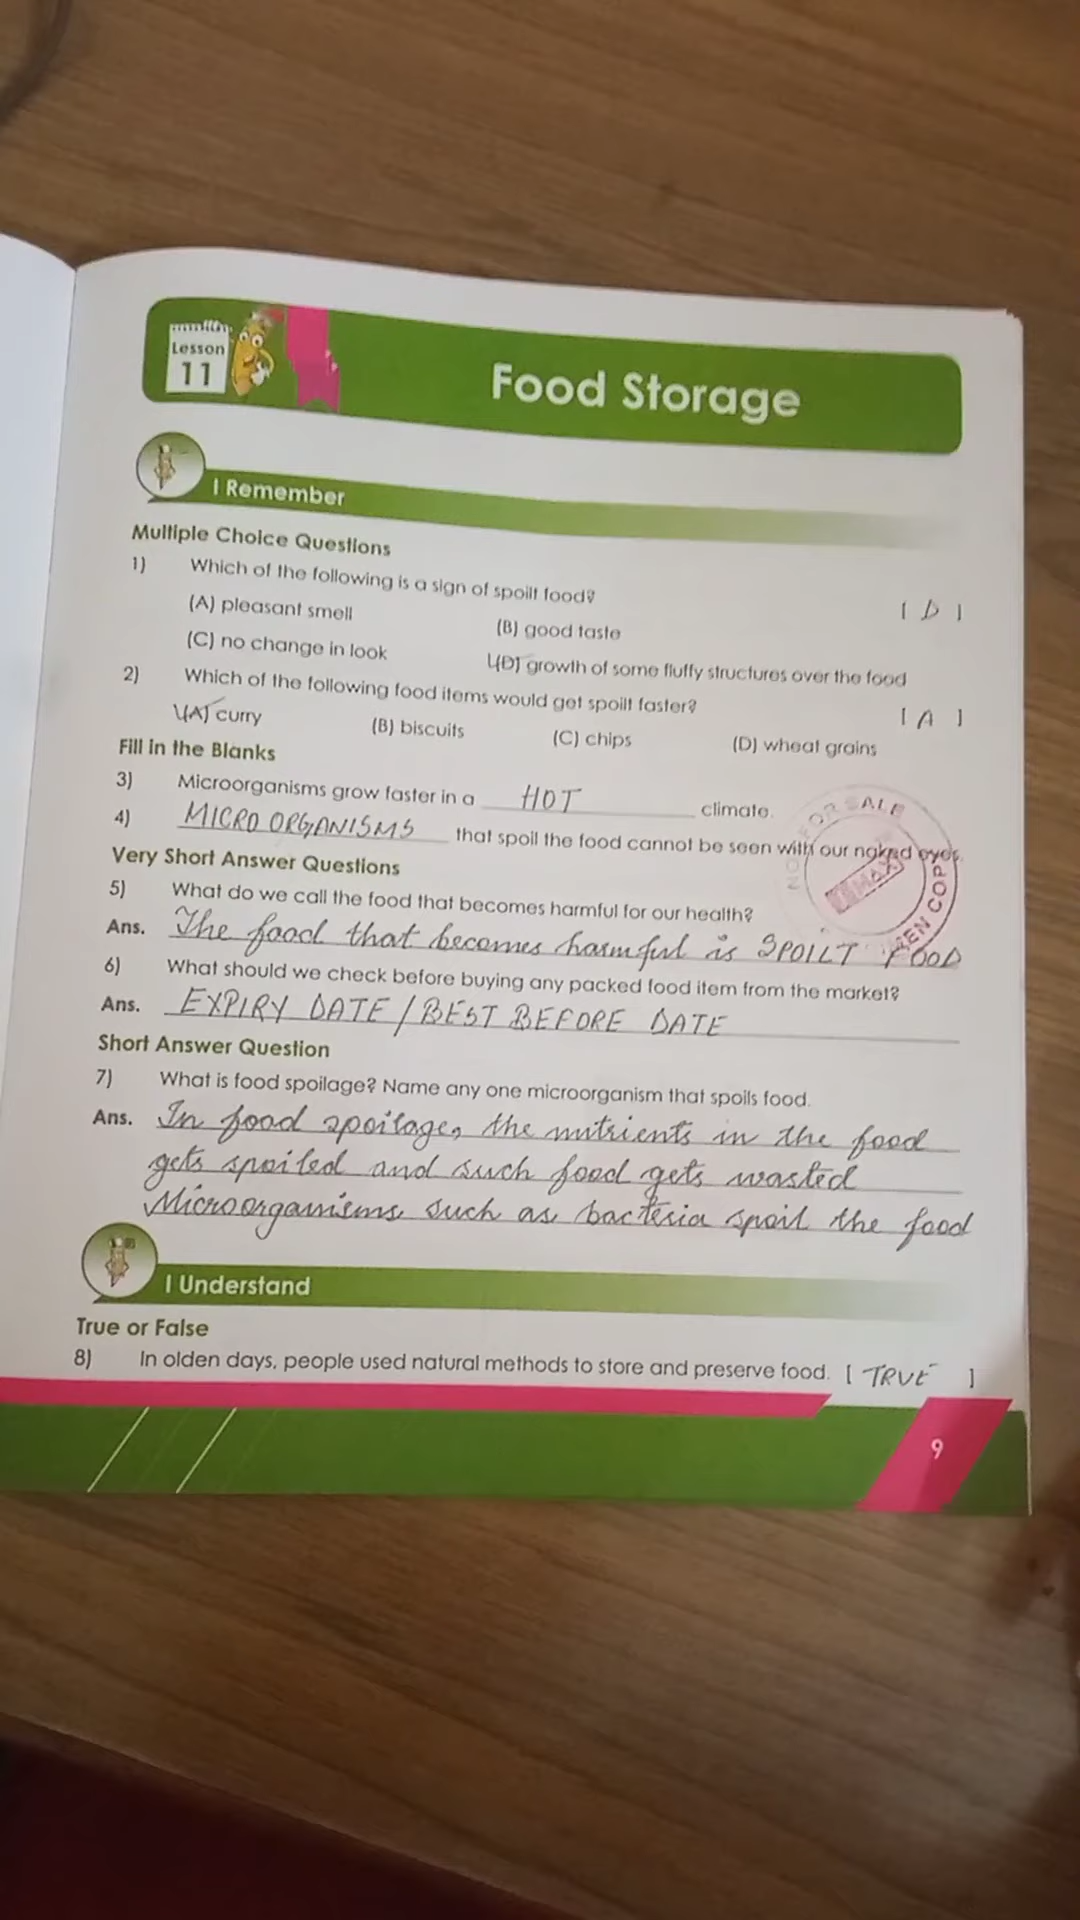 Lesson
11
Food Storage
I Remember
Multiple Choice Questions
1) Which of the following is a sign of spoilt food? [ D ]
(A) pleasant smell (B) good taste
(C) no change in look (D) growth of some fluffy structures over the food
2) Which of the following food items would get spoilt faster? [ A ]
(A) curry (B) biscuits (C) chips (D) wheat grains
Fill in the Blanks
3) Microorganisms grow faster in a HOT climate.
4) MICRO ORGANISMS that spoil the food cannot be seen with our naked eyes.
Very Short Answer Questions
5) What do we call the food that becomes harmful for our health?
Ans. The food that becomes harmful is SPOILT FOOD
6) What should we check before buying any packed food item from the market?
Ans. EXPIRY DATE / BEST BEFORE DATE
Short Answer Question
7) What is food spoilage? Name any one microorganism that spoils food.
Ans. In food spoilage, the nutrients in the food
gets spoiled and such food gets wasted
Microorganisms such as bacteria spoil the food
I Understand
True or False
8) In olden days, people used natural methods to store and preserve food. [ TRUE ]
9